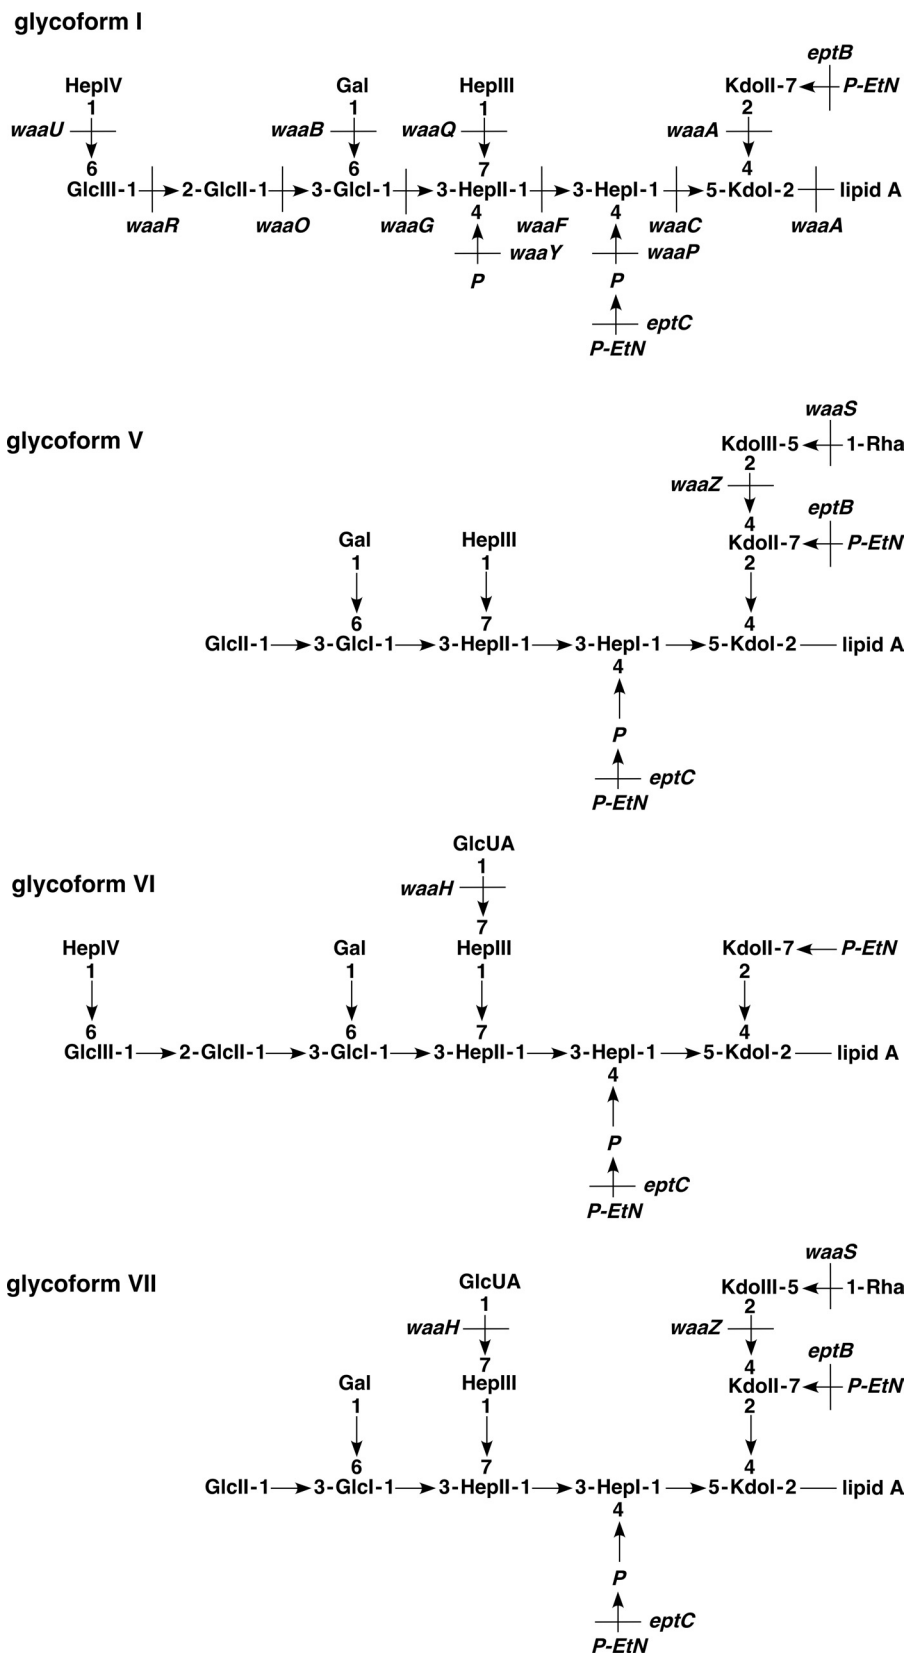 glycoform I
eptB
HepIV Gal HepIII KdoII-7 P-EtN
1 1 1 2
waaU waaB waaQ waaA
6 6 7 4
GlcIII-1 2-GlcII-1 3-GlcI-1 3-HepII-1 3-HepI-1 5-KdoI-2 lipid A
4 4
waaR waaO waaG waaF waaC waaA
waaY waaP
P P
eptC
P-EtN
waaS
glycoform V KdoIII-5 1-Rha
2
waaZ
eptB
4
Gal HepIII KdoII-7 P-EtN
1 1 2
6 7 4
GlcII-1 3-GlcI-1 3-HepII-1 3-HepI-1 5-KdoI-2 lipid A
4
P
eptC
P-EtN
GlcUA
1
glycoform VI waaH
7
HepIV Gal HepIII KdoII-7 P-EtN
1 1 1 2
6 6 7 4
GlcIII-1 2-GlcII-1 3-GlcI-1 3-HepII-1 3-HepI-1 5-KdoI-2 lipid A
4
P
eptC
P-EtN
waaS
glycoform VII GlcUA KdoIII-5 1-Rha
1 2
waaH waaZ
eptB
7 4
Gal HepIII KdoII-7 P-EtN
1 1 2
6 7 4
GlcII-1 3-GlcI-1 3-HepII-1 3-HepI-1 5-KdoI-2 lipid A
4
P
eptC
P-EtN